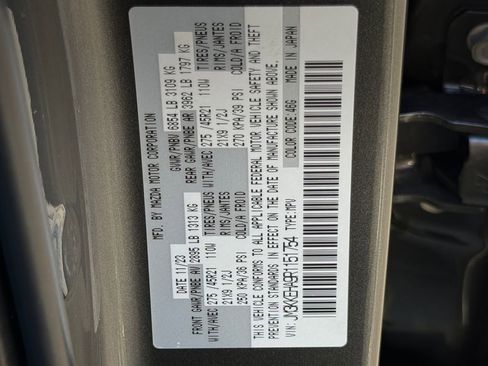 MFD. BY MAZDA MOTOR CORPORATION
DATE 11/23 GVWR/PNBV 6854 LB 3109 KG
FRONT GAWR/PNBE AV 2895 LB 1313 KG REAR GAWR/PNBE AR 3962 LB 1797 KG
WITH/AVEC 275 /45R21 110W TIRES/PNEUS WITH/AVEC 275 /45R21 110W TIRES/PNEUS
21X9 1/2J RIMS/JANTES 21X9 1/2J RIMS/JANTES
250 KPA/36 PSI COLD/A FROID 270 KPA/39 PSI COLD/A FROID
THIS VEHICLE CONFORMS TO ALL APPLICABLE FEDERAL MOTOR VEHICLE SAFETY AND THEFT
STANDARDS IN EFFECT ON THE DATE OF MANUFACTURE SHOWN ABOVE.
VIN: JM3KKEHA9R1151754 TYPE: MPV COLOR CODE: 46G MADE IN JAPAN